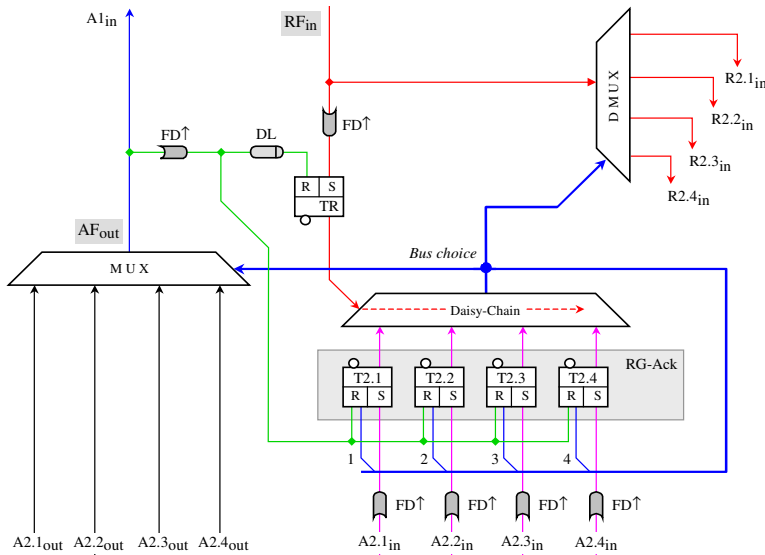 A1in
RFin
R2.1in
R2.2in
R2.3in
R2.4in
DMUX
FD↑
DL
FD↑
R S
TR
AFout
MUX
Bus choice
Daisy-Chain
RG-Ack
T2.1 T2.2 T2.3 T2.4
R S R S R S R S
1 2 3 4
FD↑ FD↑ FD↑ FD↑
A2.1out A2.2out A2.3out A2.4out A2.1in A2.2in A2.3in A2.4in